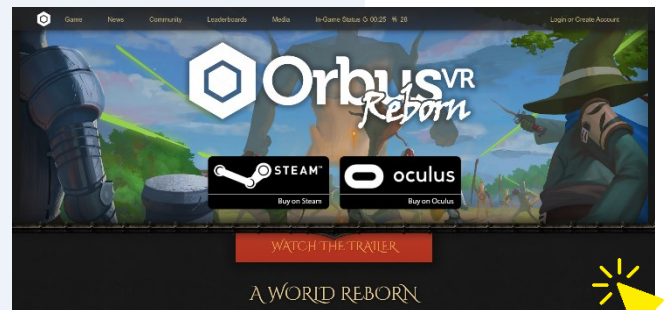 Game News Community Leaderboards Media In-Game Status 00:25 28 Login or Create Account
OrbusVR
Reborn
STEAM™ oculus
Buy on Steam Buy on Oculus
WATCH THE TRAILER
A WORLD REBORN